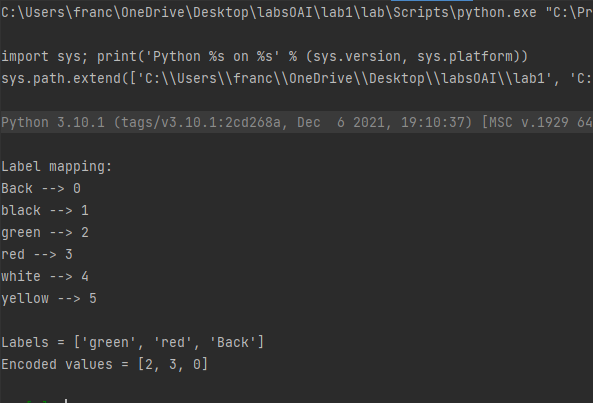 C:\Users\franc\OneDrive\Desktop\labsOAI\lab1\lab\Scripts\python.exe "C:\Pr
import sys; print('Python %s on %s' % (sys.version, sys.platform))
sys.path.extend(['C:\\Users\\franc\\OneDrive\\Desktop\\labsOAI\\lab1', 'C:
Python 3.10.1 (tags/v3.10.1:2cd268a, Dec  6 2021, 19:10:37) [MSC v.1929 64
Label mapping:
Back --> 0
black --> 1
green --> 2
red --> 3
white --> 4
yellow --> 5
Labels = ['green', 'red', 'Back']
Encoded values = [2, 3, 0]